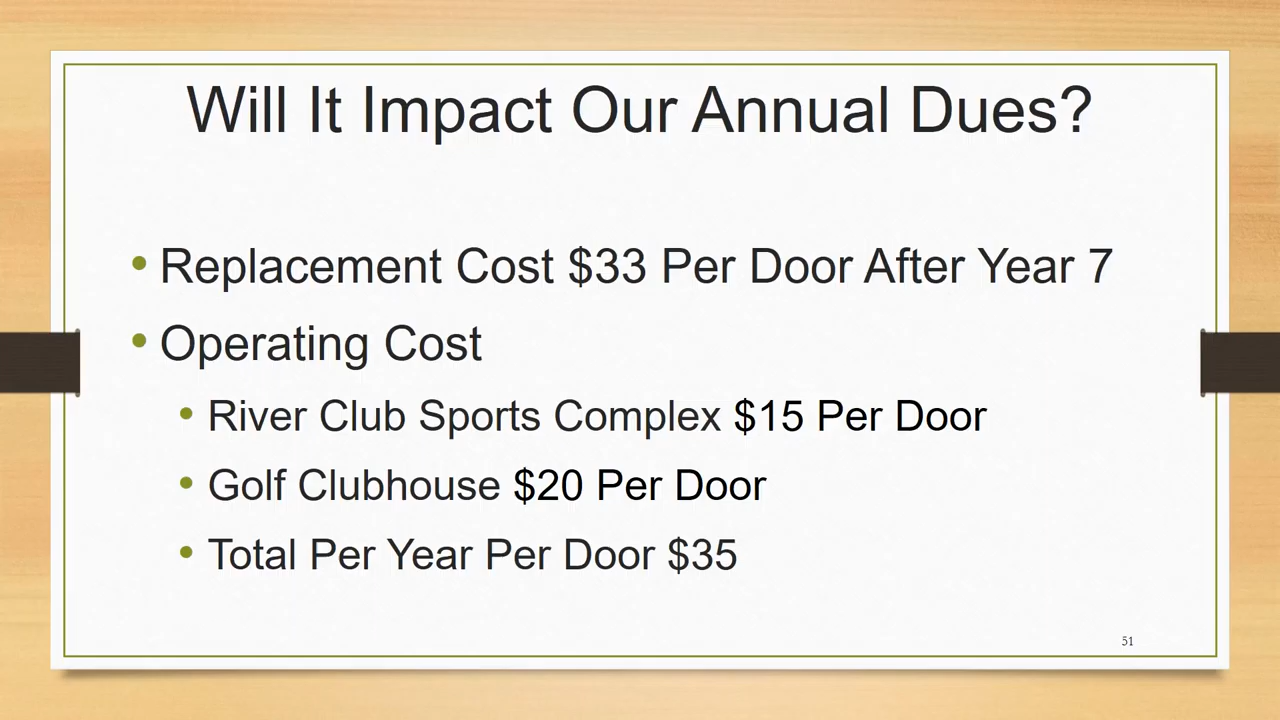 Will It Impact Our Annual Dues?
• Replacement Cost $33 Per Door After Year 7
• Operating Cost
• River Club Sports Complex $15 Per Door
• Golf Clubhouse $20 Per Door
• Total Per Year Per Door $35
51